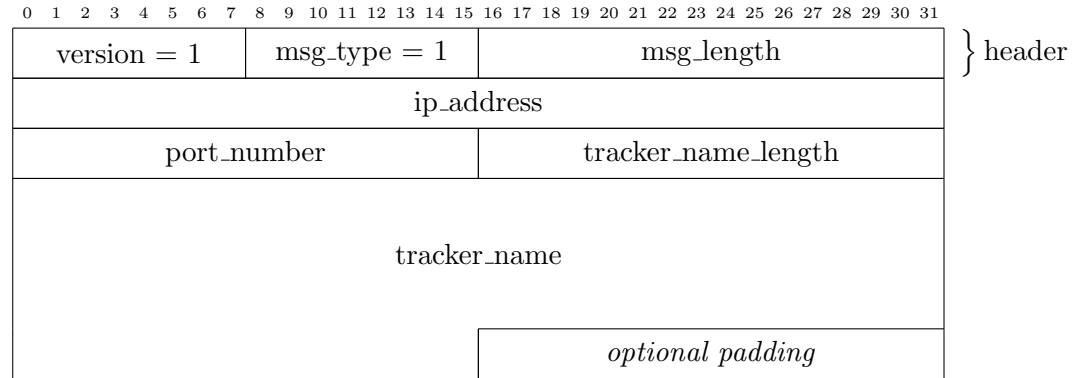 0 1 2 3 4 5 6 7 8 9 10 11 12 13 14 15 16 17 18 19 20 21 22 23 24 25 26 27 28 29 30 31
version = 1 msg_type = 1 msg_length } header
ip_address
port_number tracker_name_length
tracker_name
optional padding